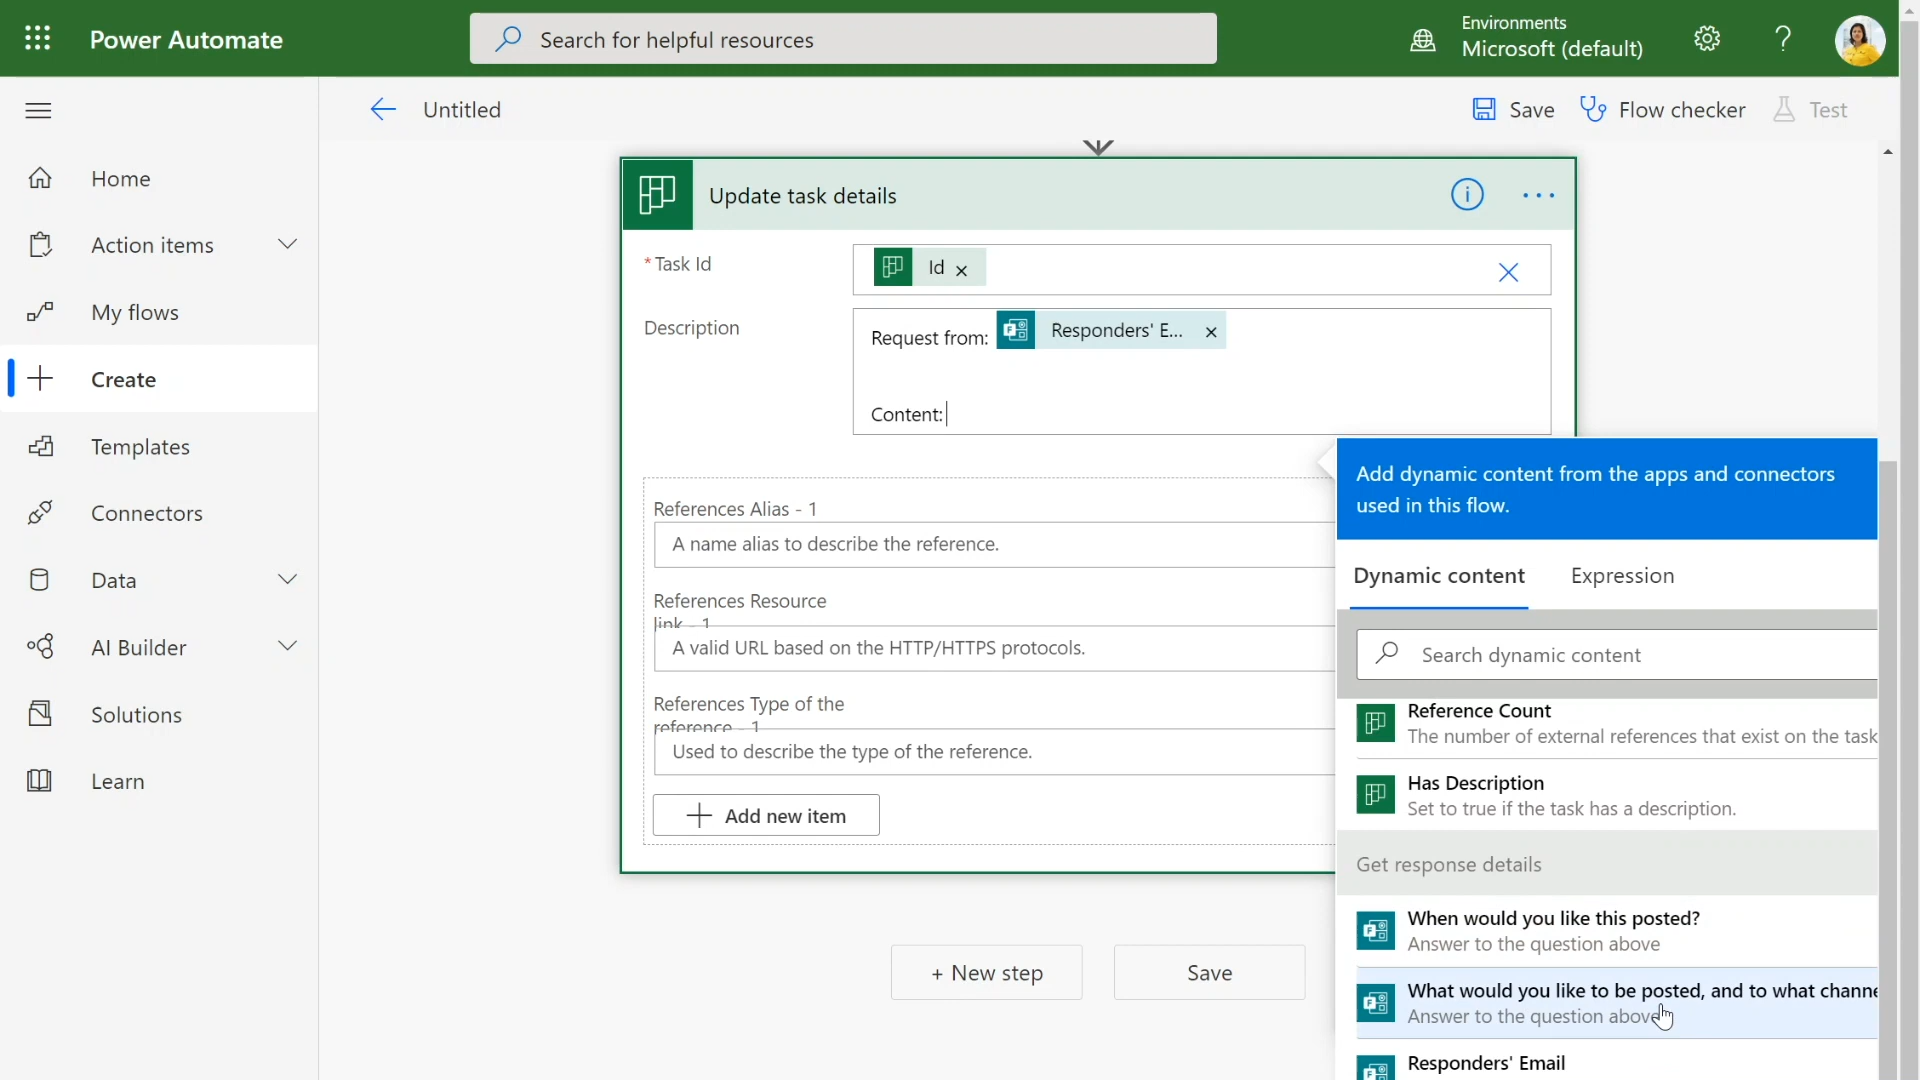 Power Automate
Search for helpful resources
Environments
Microsoft (default)
Untitled
Save
Flow checker
Test
Home
Action items
My flows
Create
Templates
Connectors
Data
AI Builder
Solutions
Learn
Update task details
* Task Id
Id
Description
Request from: Responders' E...
Content:
References Alias - 1
A name alias to describe the reference.
References Resource
link - 1
A valid URL based on the HTTP/HTTPS protocols.
References Type of the
reference - 1
Used to describe the type of the reference.
Add new item
+ New step
Save
Add dynamic content from the apps and connectors
used in this flow.
Dynamic content
Expression
Search dynamic content
Reference Count
The number of external references that exist on the task
Has Description
Set to true if the task has a description.
Get response details
When would you like this posted?
Answer to the question above
What would you like to be posted, and to what channe
Answer to the question above
Responders' Email